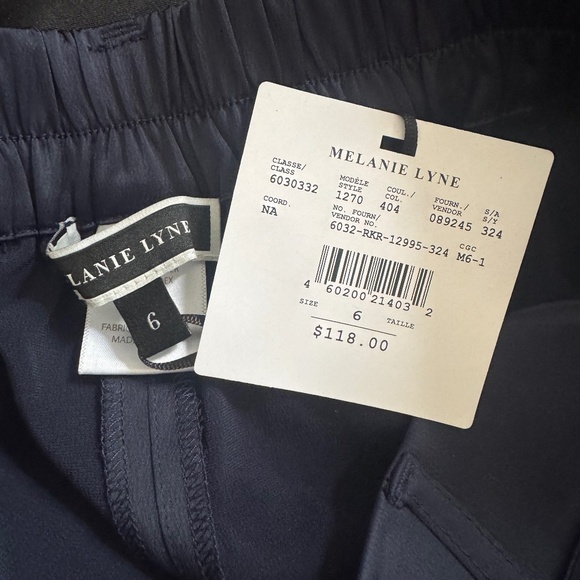 MELANIE LYNE
CLASSE/ CLASS
6030332
MODÈLE STYLE
1270
COUL./ COL.
404
FOURN./ VENDOR
089245
S/A S/Y
324
COORD.
NA
NO. FOURN/ VENDOR NO.
6032-RKR-12995-324
CGC
M6-1
4 60200 21403 2
SIZE 6 TAILLE
$118.00
LANIE LYNE
6
FABRI
MAD